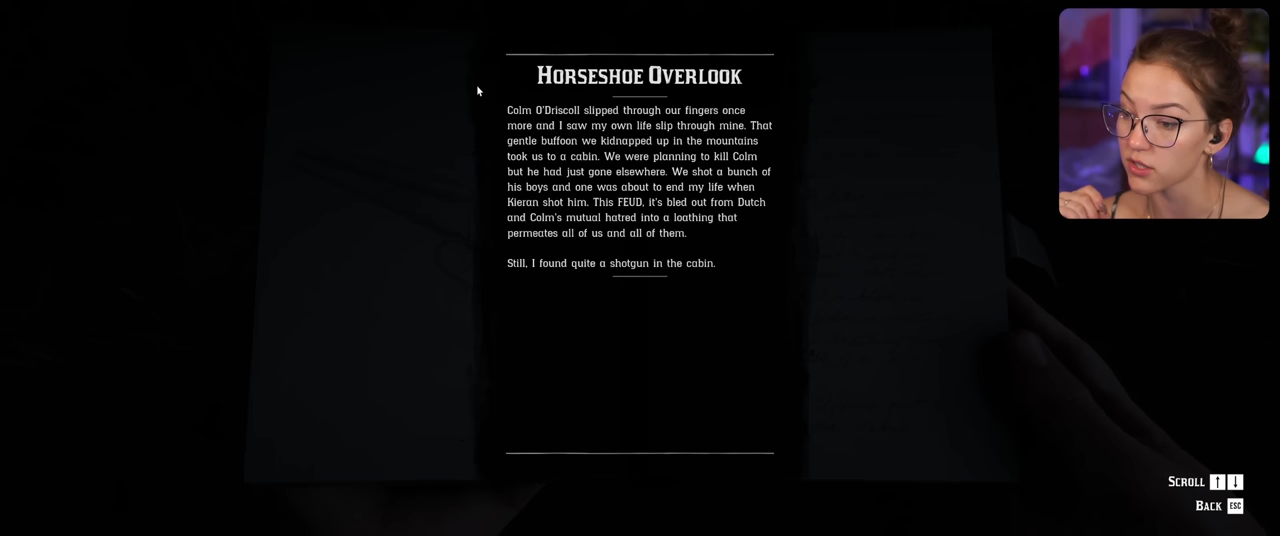 Horseshoe Overlook
Colm O'Driscoll slipped through our fingers once
more and I saw my own life slip through mine. That
gentle buffoon we kidnapped up in the mountains
took us to a cabin. We were planning to kill Colm
but he had just gone elsewhere. We shot a bunch of
his boys and one was about to end my life when
Kieran shot him. This FEUD, it's bled out from Dutch
and Colm's mutual hatred into a loathing that
permeates all of us and all of them.
Still, I found quite a shotgun in the cabin.
Scroll ↑ ↓
Back ESC